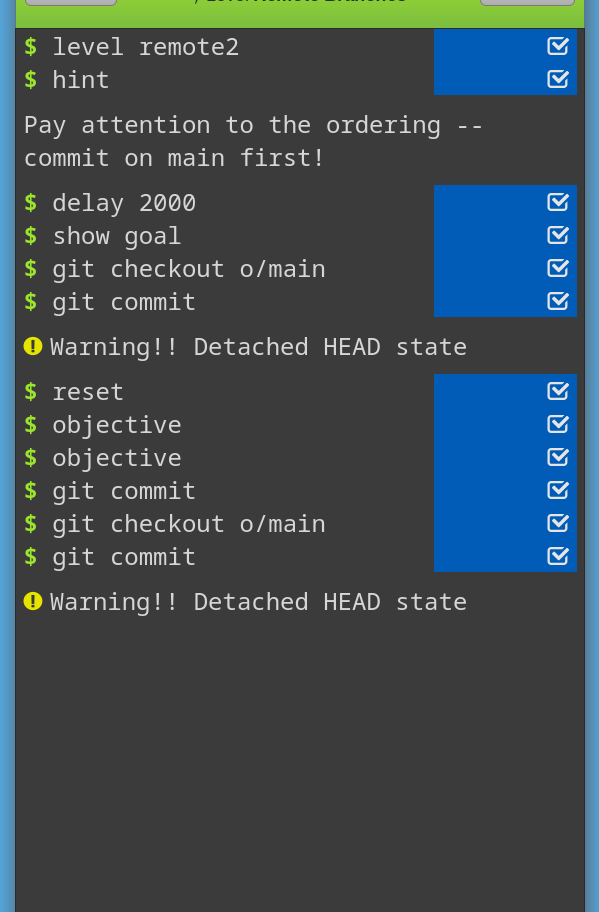 $ level remote2
$ hint
Pay attention to the ordering --
commit on main first!
$ delay 2000
$ show goal
$ git checkout o/main
$ git commit
Warning!! Detached HEAD state
$ reset
$ objective
$ objective
$ git commit
$ git checkout o/main
$ git commit
Warning!! Detached HEAD state